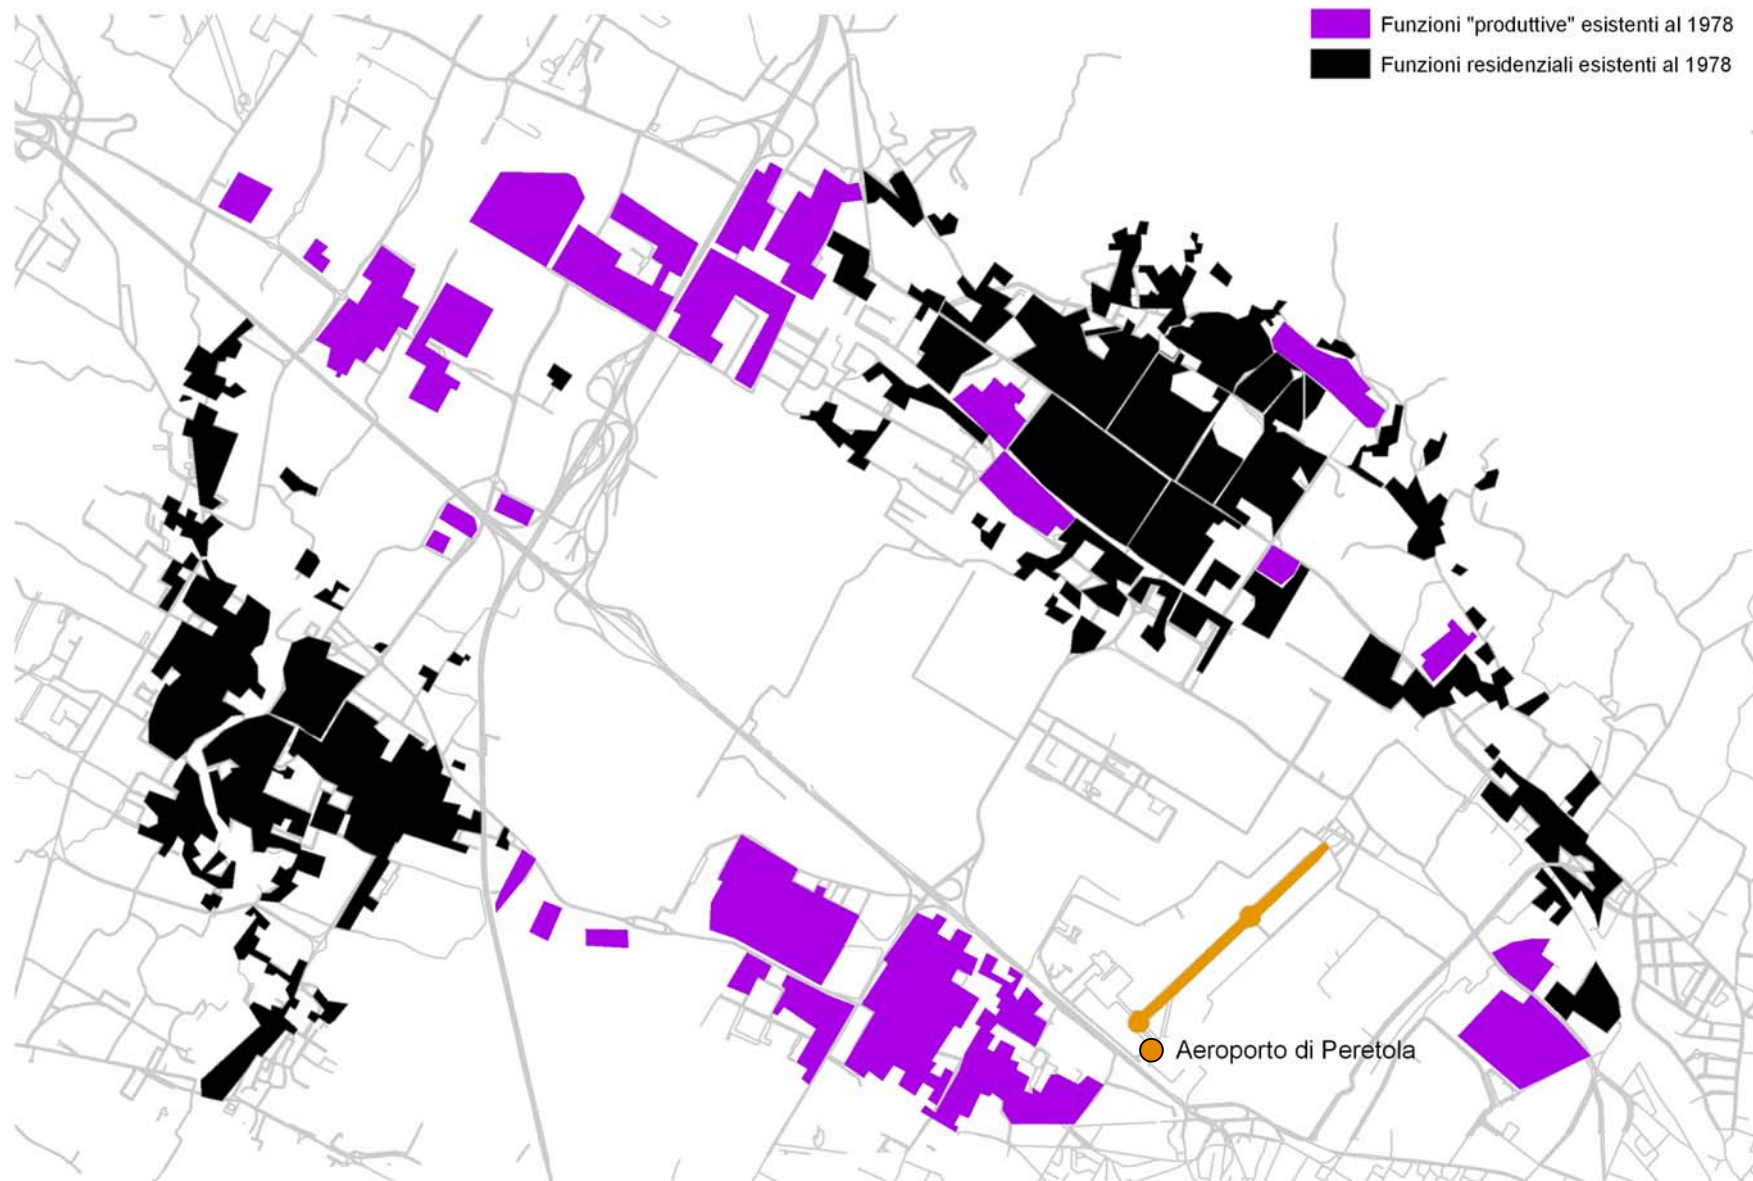 Funzioni "produttive" esistenti al 1978
Funzioni residenziali esistenti al 1978
Aeroporto di Peretola